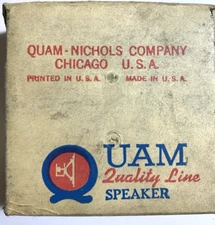 QUAM-NICHOLS COMPANY
CHICAGO U.S.A.
PRINTED IN U.S.A. MADE IN U.S.A.
QUAM
Quality Line
SPEAKER